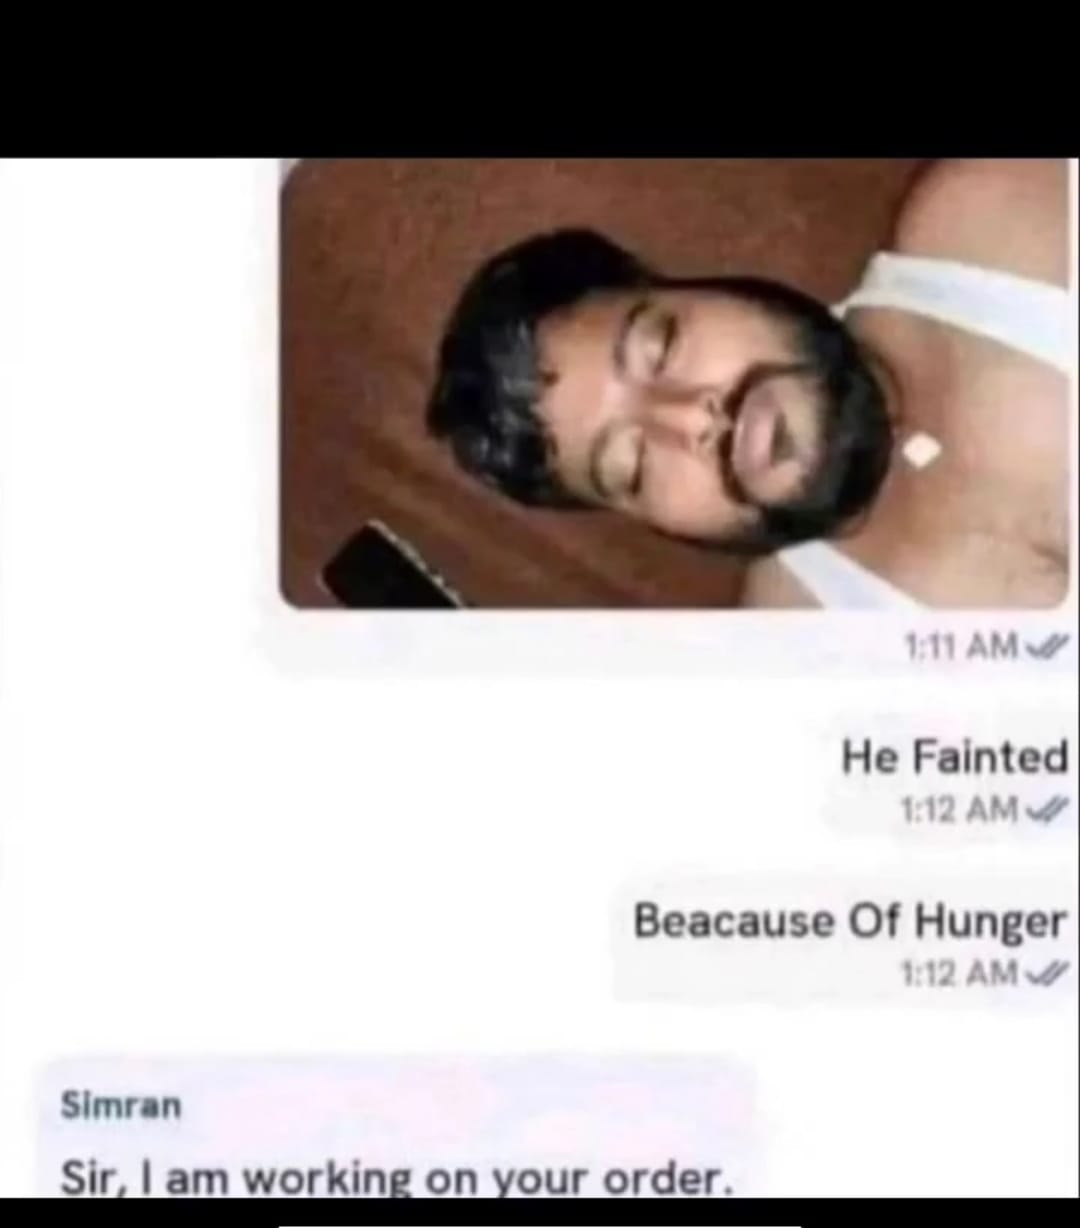 1:11 AM
He Fainted
1:12 AM
Beacause Of Hunger
1:12 AM
Simran
Sir, I am working on your order.